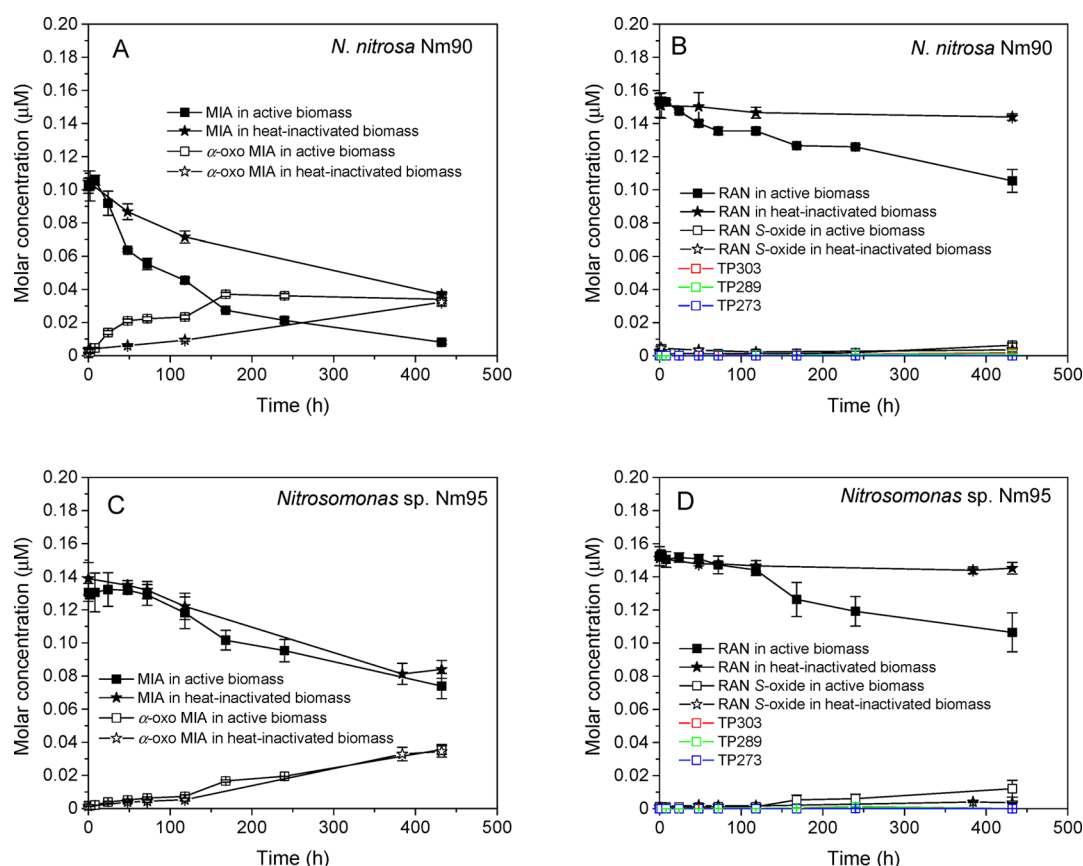 A
N. nitrosa Nm90
Molar concentration (µM)
0.20
0.18
0.16
0.14
0.12
0.10
0.08
0.06
0.04
0.02
0
MIA in active biomass
MIA in heat-inactivated biomass
α-oxo MIA in active biomass
α-oxo MIA in heat-inactivated biomass
0 100 200 300 400 500
Time (h)
B
N. nitrosa Nm90
Molar concentration (µM)
0.20
0.18
0.16
0.14
0.12
0.10
0.08
0.06
0.04
0.02
0
RAN in active biomass
RAN in heat-inactivated biomass
RAN S-oxide in active biomass
RAN S-oxide in heat-inactivated biomass
TP303
TP289
TP273
0 100 200 300 400 500
Time (h)
C
Nitrosomonas sp. Nm95
Molar concentration (µM)
0.20
0.18
0.16
0.14
0.12
0.10
0.08
0.06
0.04
0.02
0
MIA in active biomass
MIA in heat-inactivated biomass
α-oxo MIA in active biomass
α-oxo MIA in heat-inactivated biomass
0 100 200 300 400 500
Time (h)
D
Nitrosomonas sp. Nm95
Molar concentration (µM)
0.20
0.18
0.16
0.14
0.12
0.10
0.08
0.06
0.04
0.02
0
RAN in active biomass
RAN in heat-inactivated biomass
RAN S-oxide in active biomass
RAN S-oxide in heat-inactivated biomass
TP303
TP289
TP273
0 100 200 300 400 500
Time (h)